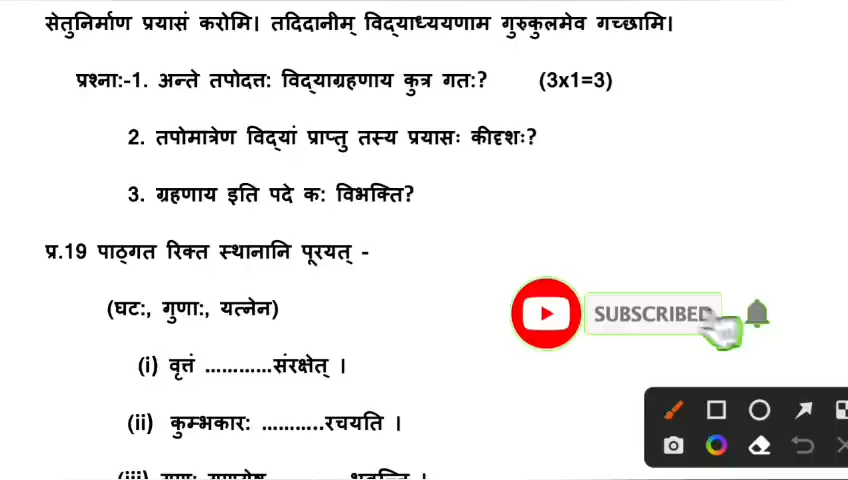 सेतुनिर्माण प्रयासं करोमि। तदिदानीम् विद्याध्ययणाम गुरुकुलमेव गच्छामि।
प्रश्ना:-1. अन्ते तपोदत्त: विद्याग्रहणाय कुत्र गत:? (3x1=3)
2. तपोमात्रेण विद्यां प्राप्तु तस्य प्रयासः कीदृशः?
3. ग्रहणाय इति पदे क: विभक्ति?
प्र.19 पाठ्गत रिक्त स्थानानि पूरयत् -
(घट:, गुणा:, यत्नेन)
SUBSCRIBED
(i) वृत्तं ............संरक्षेत् ।
(ii) कुम्भकार: ...........रचयति ।
(iii)